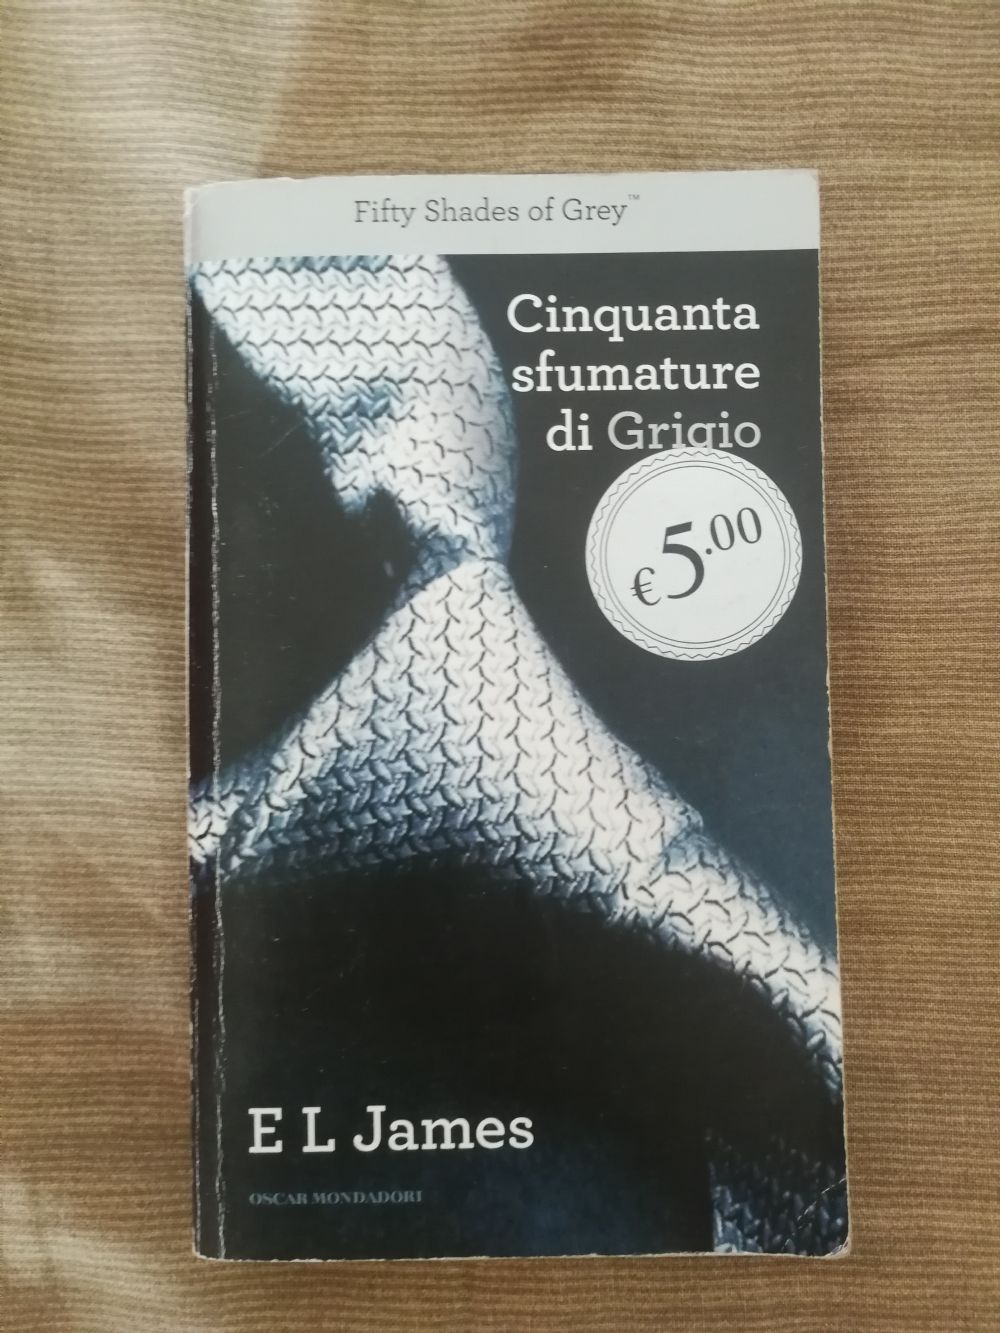 Fifty Shades of Grey™
Cinquanta
sfumature
di Grigio
€5.00
E L James
OSCAR MONDADORI